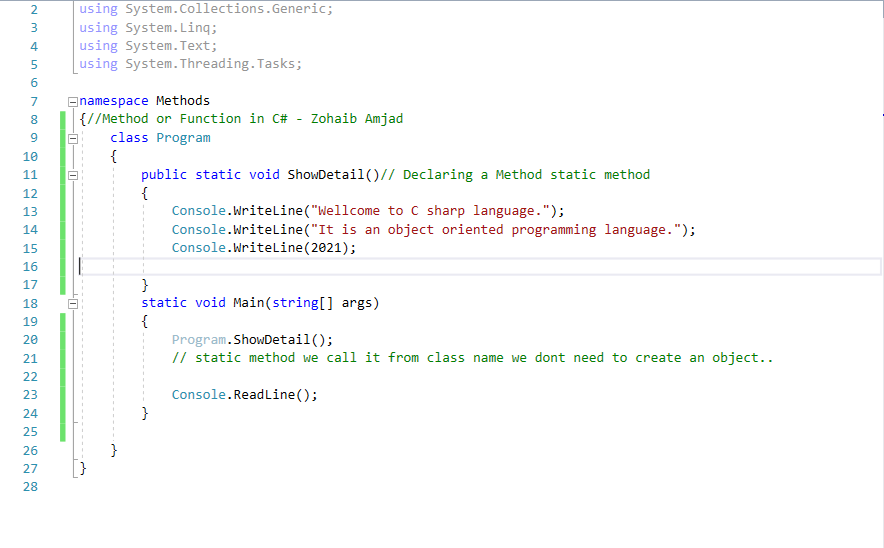 2 using System.Collections.Generic;
3 using System.Linq;
4 using System.Text;
5 using System.Threading.Tasks;
6
7 namespace Methods
8 {//Method or Function in C# - Zohaib Amjad
9 class Program
10 {
11 public static void ShowDetail()// Declaring a Method static method
12 {
13 Console.WriteLine("Wellcome to C sharp language.");
14 Console.WriteLine("It is an object oriented programming language.");
15 Console.WriteLine(2021);
16
17 }
18 static void Main(string[] args)
19 {
20 Program.ShowDetail();
21 // static method we call it from class name we dont need to create an object..
22
23 Console.ReadLine();
24 }
25
26 }
27 }
28